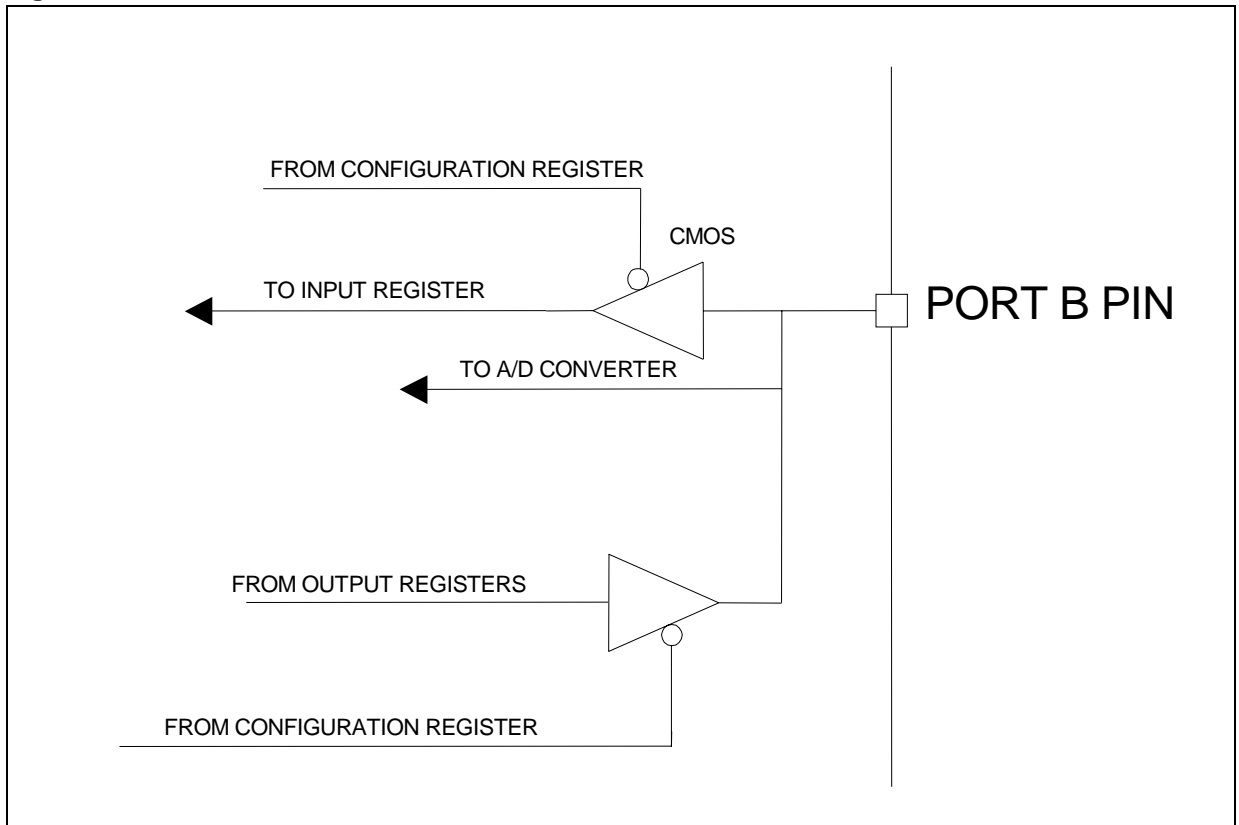 FROM CONFIGURATION REGISTER
CMOS
TO INPUT REGISTER
PORT B PIN
TO A/D CONVERTER
FROM OUTPUT REGISTERS
FROM CONFIGURATION REGISTER